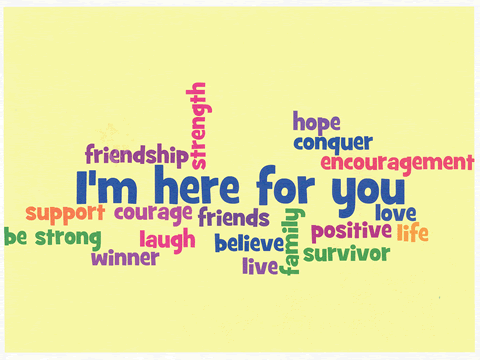 strength
hope
conquer
friendship
encouragement
I'm here for you
support courage friends love
be strong laugh believe family positive life
winner live survivor